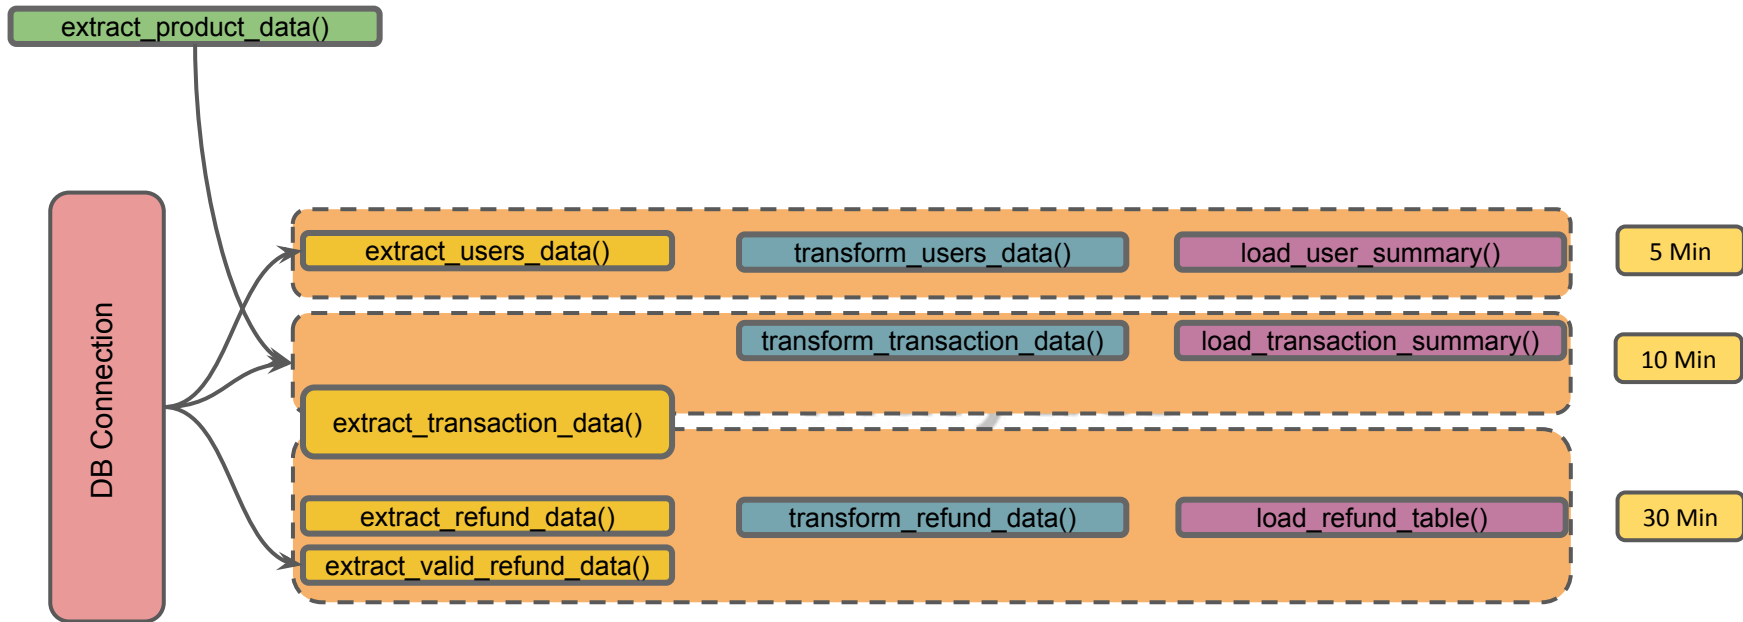 extract_product_data()
DB Connection
extract_users_data()
transform_users_data()
load_user_summary()
5 Min
transform_transaction_data()
load_transaction_summary()
10 Min
extract_transaction_data()
extract_refund_data()
transform_refund_data()
load_refund_table()
30 Min
extract_valid_refund_data()